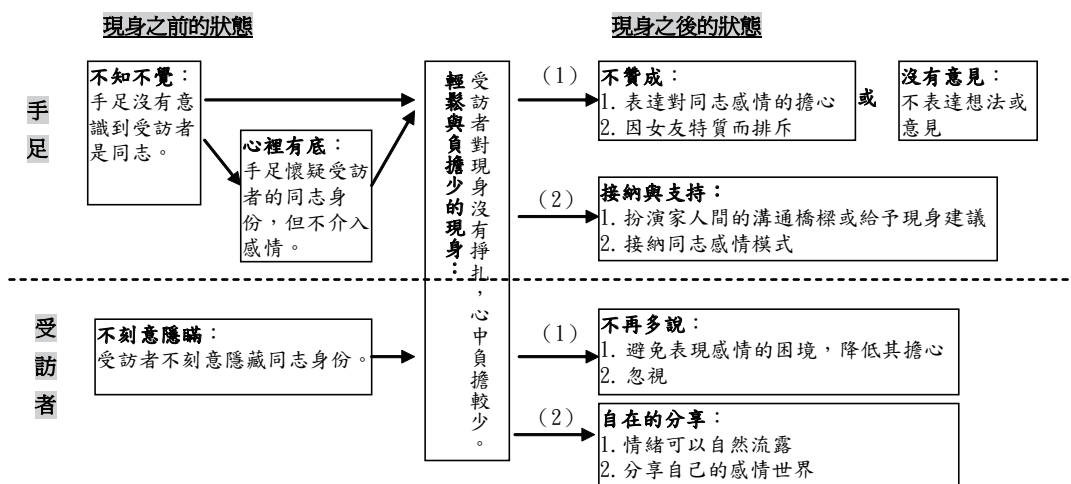 現身之前的狀態
現身之後的狀態
手
足
不知不覺：
手足沒有意
識到受訪者
是同志。
心裡有底：
手足懷疑受訪
者的同志身
份，但不介入
感情。
受訪者對現身沒有掙扎，心中負擔較少。
輕鬆與負擔少的現身：
(1)
不贊成：
1. 表達對同志感情的擔心
2. 因女友特質而排斥
或
沒有意見：
不表達想法或
意見
(2)
接納與支持：
1. 扮演家人間的溝通橋樑或給予現身建議
2. 接納同志感情模式
受
訪
者
不刻意隱瞞：
受訪者不刻意隱藏同志身份。
(1)
不再多說：
1. 避免表現感情的困境，降低其擔心
2. 忽視
(2)
自在的分享：
1. 情緒可以自然流露
2. 分享自己的感情世界